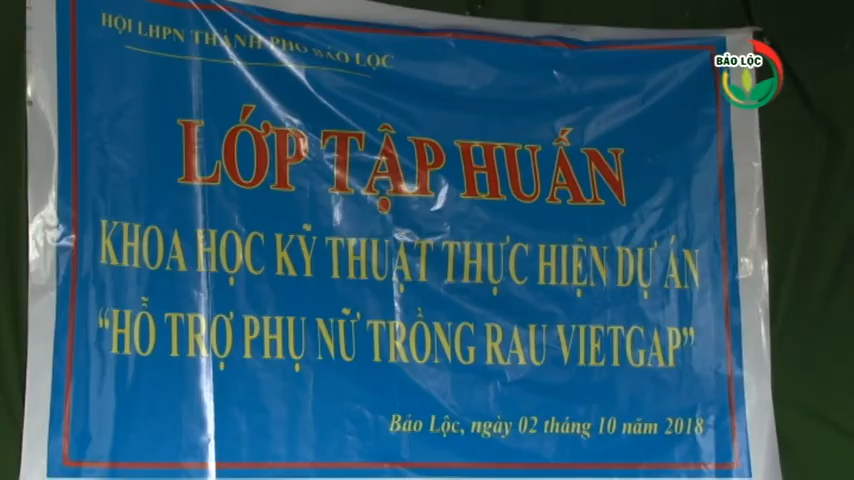 HỘI LHPN THÀNH PHỐ BẢO LỘC
BẢO LỘC
LỚP TẬP HUẤN
KHOA HỌC KỸ THUẬT THỰC HIỆN DỰ ÁN
“HỖ TRỢ PHỤ NỮ TRỒNG RAU VIETGAP”
Bảo Lộc, ngày 02 tháng 10 năm 2018